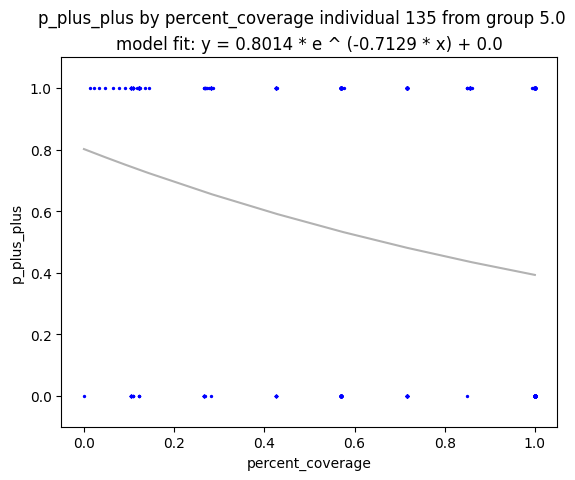 p_plus_plus by percent_coverage individual 135 from group 5.0
model fit: y = 0.8014 * e ^ (-0.7129 * x) + 0.0
1.0
0.8
0.6
0.4
0.2
0.0
p_plus_plus
0.0 0.2 0.4 0.6 0.8 1.0
percent_coverage